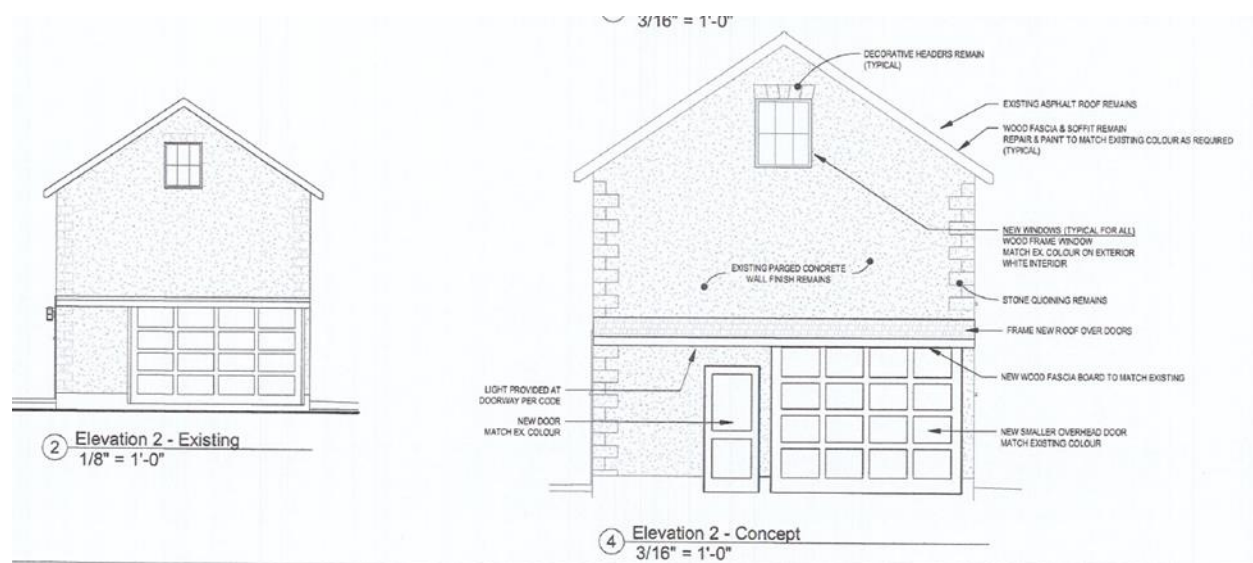 3/16" = 1'-0"
DECORATIVE HEADERS REMAIN
(TYPICAL)
EXISTING ASPHALT ROOF REMAINS
WOOD FASCIA & SOFFIT REMAIN
REPAIR & PAINT TO MATCH EXISTING COLOUR AS REQUIRED
(TYPICAL)
NEW WINDOWS (TYPICAL FOR ALL)
WOOD FRAME WINDOW
MATCH EX. COLOUR ON EXTERIOR
WHITE INTERIOR
EXISTING PARGED CONCRETE
WALL FINISH REMAINS
STONE QUOINING REMAINS
FRAME NEW ROOF OVER DOORS
NEW WOOD FASCIA BOARD TO MATCH EXISTING
LIGHT PROVIDED AT
DOORWAY PER CODE
NEW DOOR
MATCH EX. COLOUR
NEW SMALLER OVERHEAD DOOR
MATCH EXISTING COLOUR
2 Elevation 2 - Existing
1/8" = 1'-0"
4 Elevation 2 - Concept
3/16" = 1'-0"